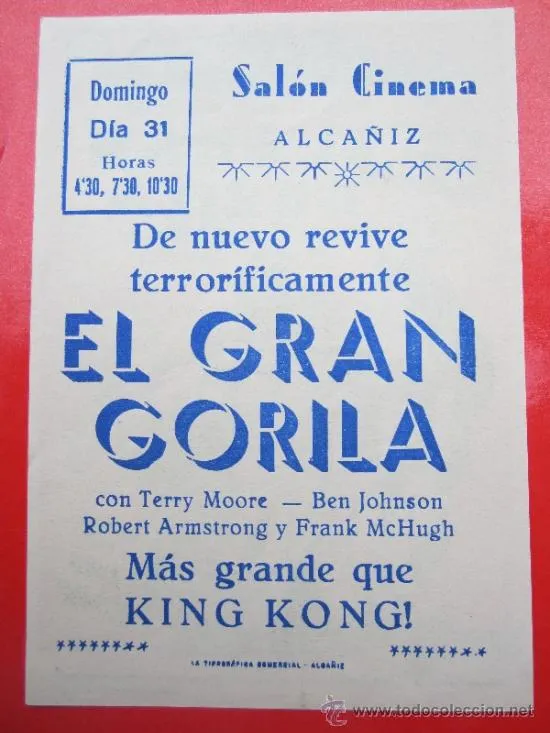 Domingo
Día 31
Horas
4'30, 7'30, 10'30
Salón Cinema
ALCAÑIZ
De nuevo revive
terroríficamente
EL GRAN
GORILA
con Terry Moore — Ben Johnson
Robert Armstrong y Frank McHugh
Más grande que
KING KONG!
LA TIPOGRÁFICA COMERCIAL - ALCAÑIZ
http://www.todocoleccion.net